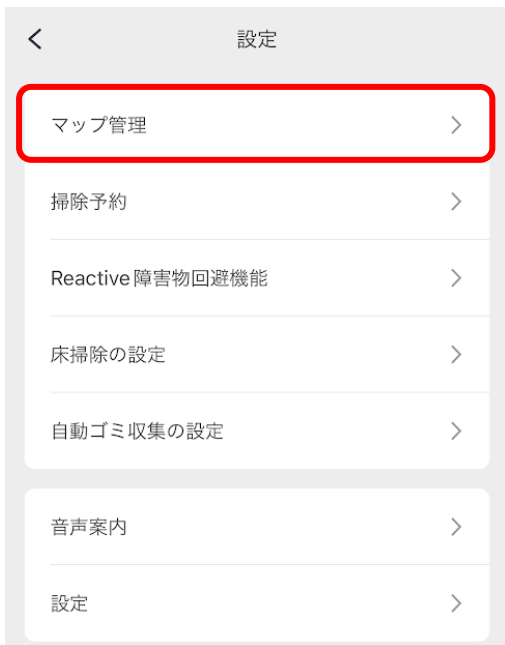 設定
マップ管理
掃除予約
Reactive障害物回避機能
床掃除の設定
自動ゴミ収集の設定
音声案内
設定